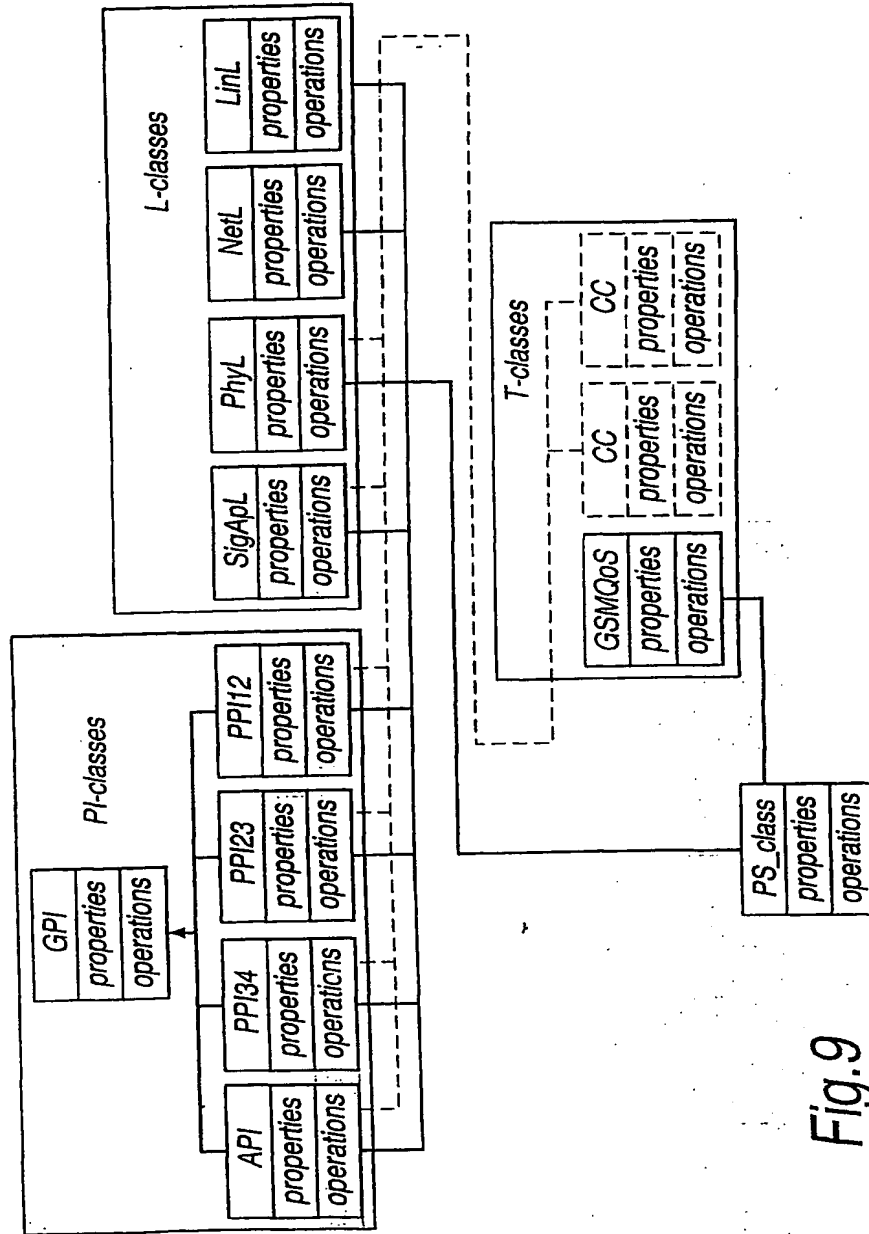 PI-classes
GPI
properties
operations
API
properties
operations
PPI34
properties
operaticns
PPI23
properties
operations
PPI12
properties
operations
L-classes
SigApL
properties
operations
PhyL
properties
operations
NetL
properties
operations
LinL
properties
operations
T-classes
GSMQoS
properties
operations
CC
properties
operations
CC
properties
operations
PS_class
properties
operations
Fig.9